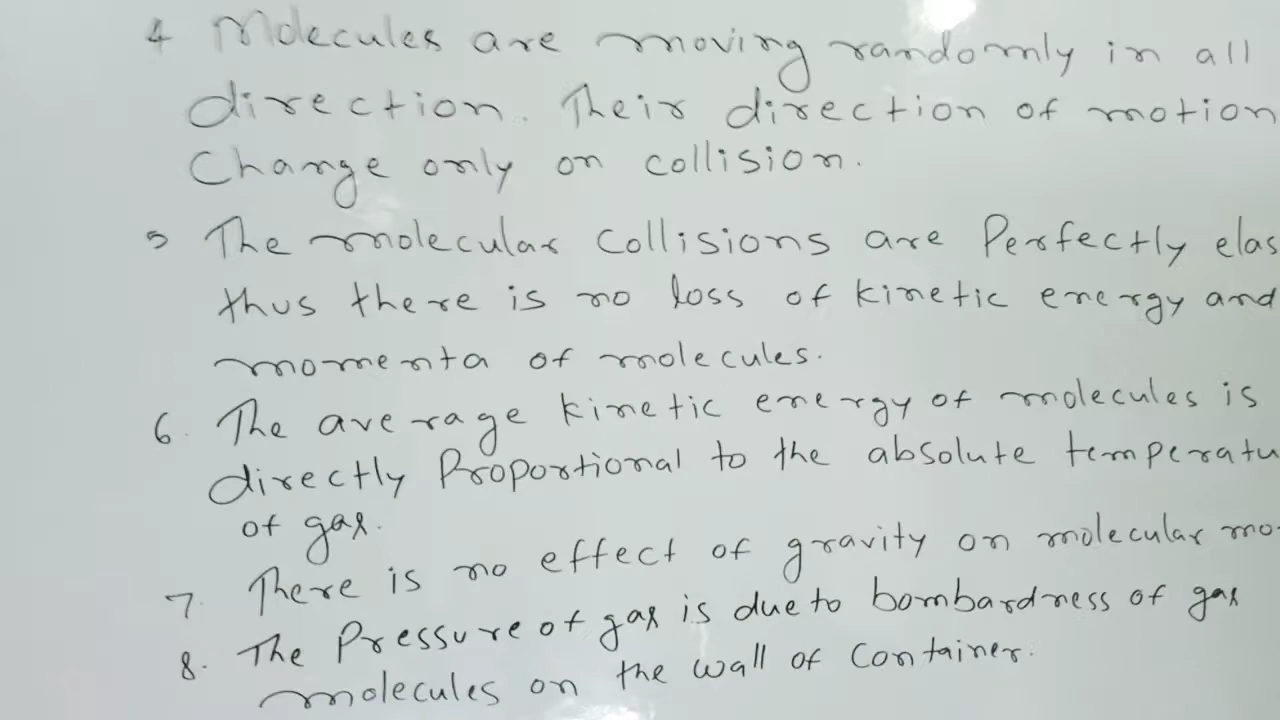 4 Molecules are moving randomly in all
direction. Their direction of motion
Change only on collision.
5 The molecular Collisions are Perfectly elas
thus there is no loss of kinetic energy and
momenta of molecules.
6. The average kinetic energy of molecules is
directly Proportional to the absolute temperatu
of gas.
7. There is no effect of gravity on molecular mo
8. The Pressure of gas is due to bombardness of gas
molecules on the wall of Container.